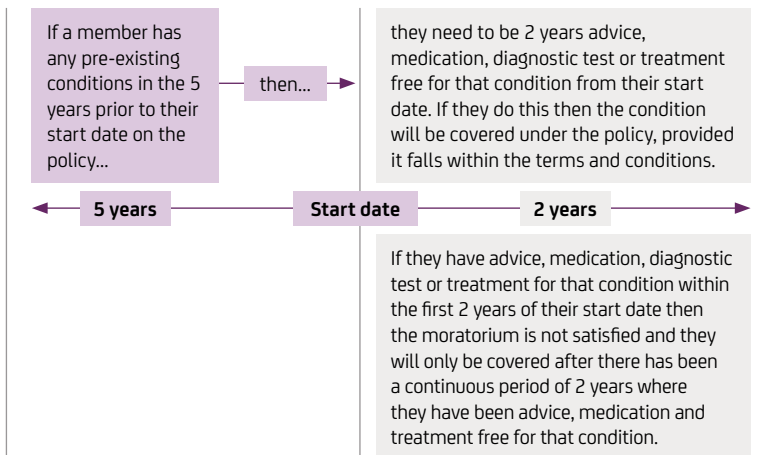 If a member has
any pre-existing
conditions in the 5
years prior to their
start date on the
policy...
then...
they need to be 2 years advice,
medication, diagnostic test or treatment
free for that condition from their start
date. If they do this then the condition
will be covered under the policy, provided
it falls within the terms and conditions.
5 years
Start date
2 years
If they have advice, medication, diagnostic
test or treatment for that condition within
the first 2 years of their start date then
the moratorium is not satisfied and they
will only be covered after there has been
a continuous period of 2 years where
they have been advice, medication and
treatment free for that condition.